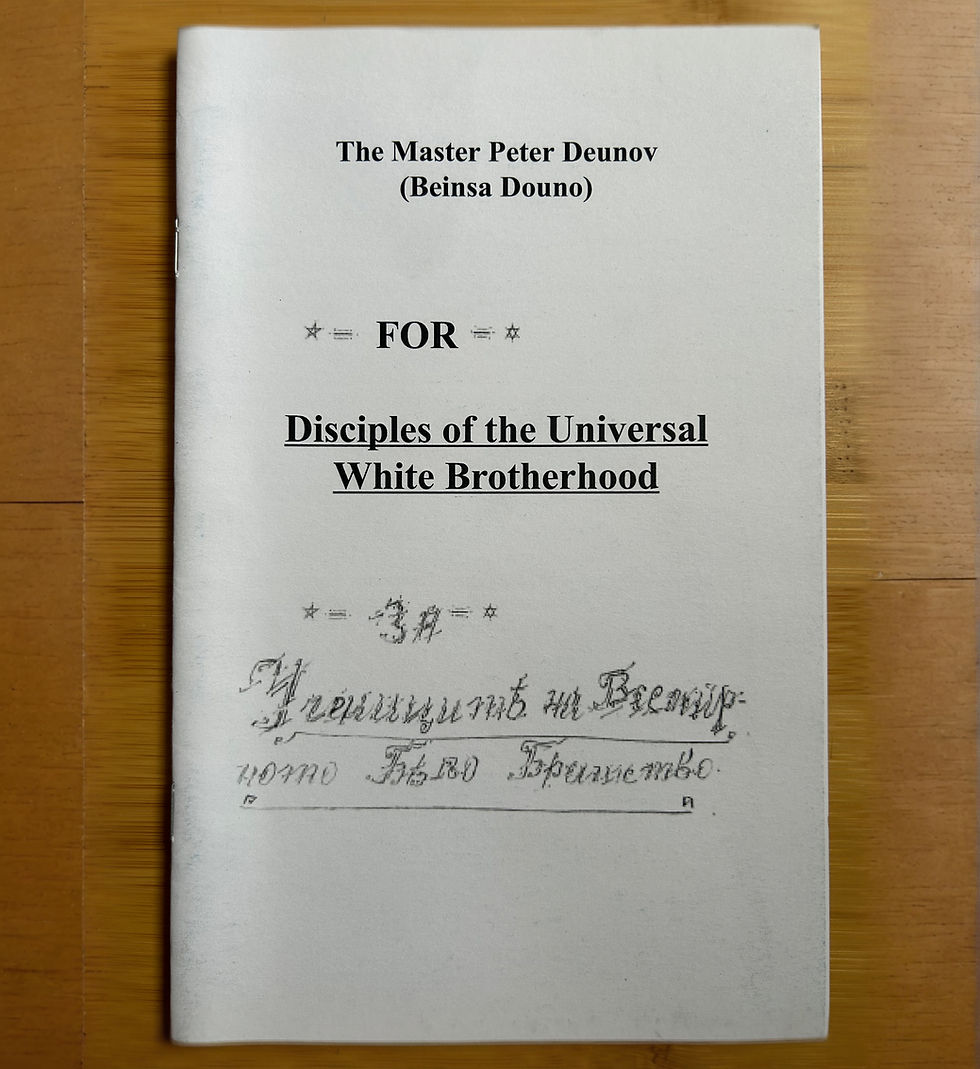 The Master Peter Deunov
(Beinsa Douno)
☆ = FOR = ✡
Disciples of the Universal
White Brotherhood
☆ = За = ✡
Ученицитѣ на Всемір-
ното Бѣло Братство.